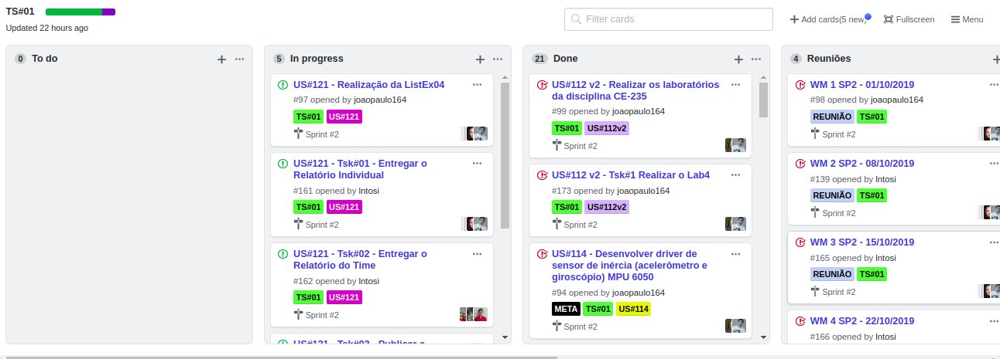 TS#01
Updated 22 hours ago
Filter cards
Add cards(5 new)
Fullscreen
Menu
0 To do
5 In progress
US#121 - Realização da ListEx04
#97 opened by joaopaulo164
TS#01 US#121
Sprint #2
US#121 - Tsk#01 - Entregar o
Relatório Individual
#161 opened by Intosi
TS#01 US#121
Sprint #2
US#121 - Tsk#02 - Entregar o
Relatório do Time
#162 opened by Intosi
TS#01 US#121
Sprint #2
US#121 - Tsk#03 - Publicar o
21 Done
US#112 v2 - Realizar os laboratórios
da disciplina CE-235
#99 opened by joaopaulo164
TS#01 US#112v2
Sprint #2
US#112 v2 - Tsk#1 Realizar o Lab4
#173 opened by joaopaulo164
TS#01 US#112v2
Sprint #2
US#114 - Desenvolver driver de
sensor de inércia (acelerômetro e
giroscópio) MPU 6050
#94 opened by joaopaulo164
META TS#01 US#114
Sprint #2
4 Reuniões
WM 1 SP2 - 01/10/2019
#98 opened by joaopaulo164
REUNIÃO TS#01
Sprint #2
WM 2 SP2 - 08/10/2019
#139 opened by Intosi
REUNIÃO TS#01
Sprint #2
WM 3 SP2 - 15/10/2019
#165 opened by Intosi
REUNIÃO TS#01
Sprint #2
WM 4 SP2 - 22/10/2019
#166 opened by Intosi